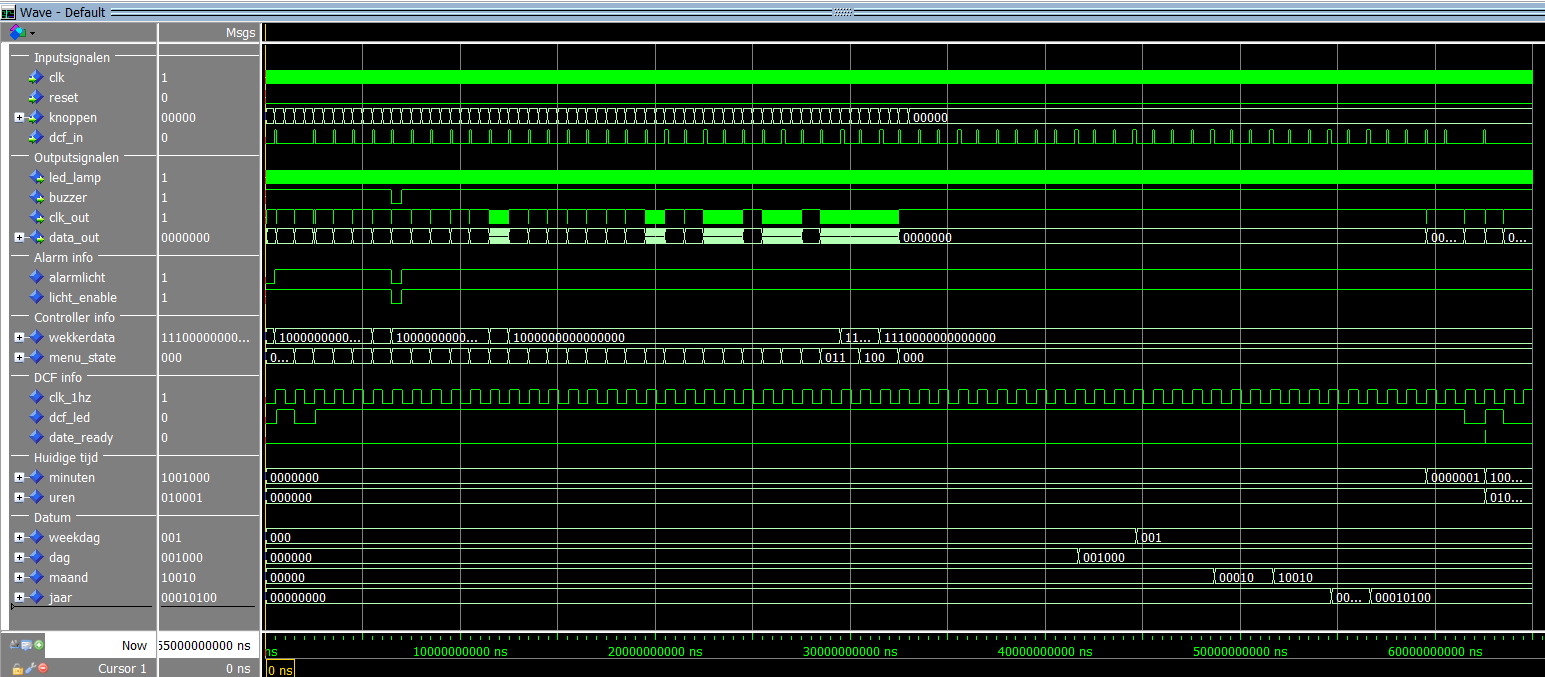 Wave - Default
Msgs
Inputsignalen
clk 1
reset 0
knoppen 00000 00000
dcf_in 0
Outputsignalen
led_lamp 1
buzzer 1
clk_out 1
data_out 0000000 0000000 00... 0...
Alarm info
alarmlicht 1
licht_enable 1
Controller info
wekkerdata 11100000000... 1000000000... 1000000000... 1000000000000000 11... 1110000000000000
menu_state 000 0... 011 100 000
DCF info
clk_1hz 1
dcf_led 0
date_ready 0
Huidige tijd
minuten 1001000 0000000 0000001 100...
uren 010001 000000 010...
Datum
weekdag 001 000 001
dag 001000 000000 001000
maand 10010 00000 00010 10010
jaar 00010100 00000000 00... 00010100
Now 55000000000 ns ns 10000000000 ns 20000000000 ns 30000000000 ns 40000000000 ns 50000000000 ns 60000000000 ns
Cursor 1 0 ns 0 ns